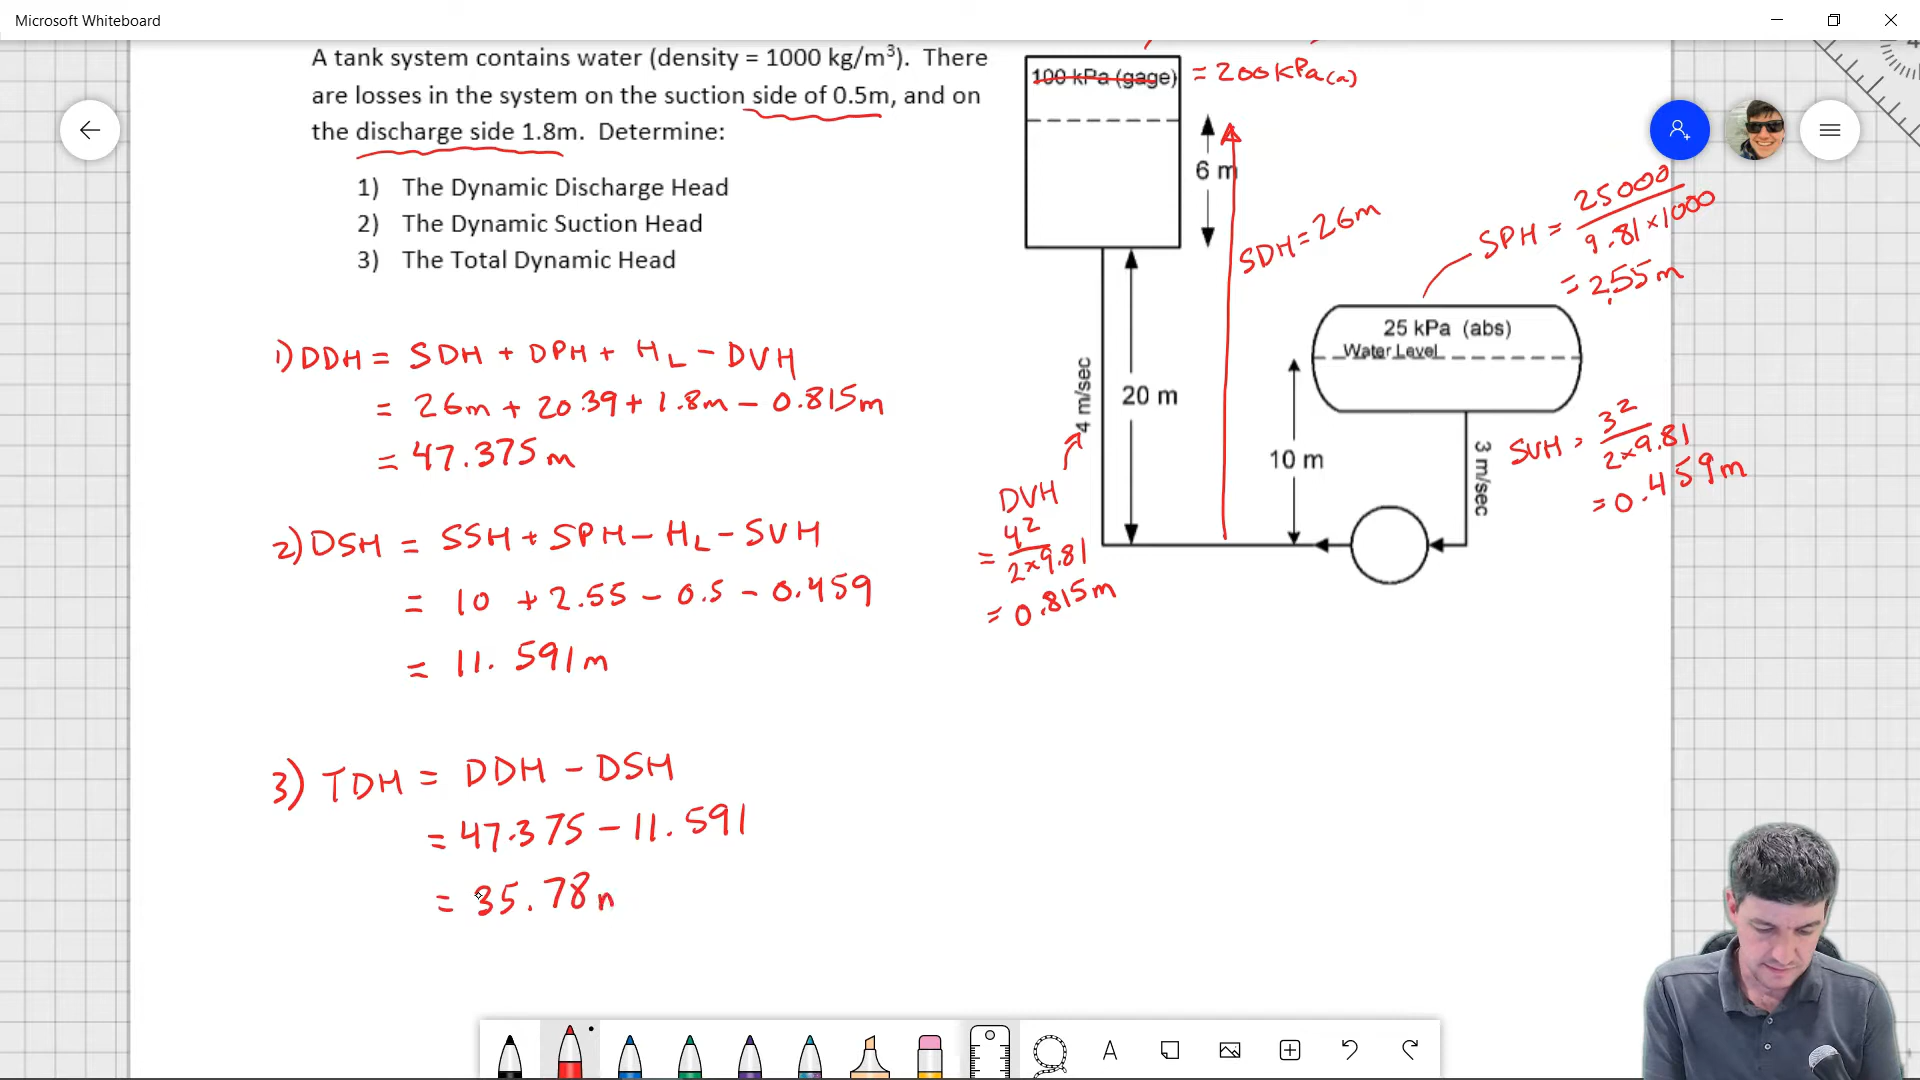 Microsoft Whiteboard
A tank system contains water (density = 1000 kg/m³). There
are losses in the system on the suction side of 0.5m, and on
the discharge side 1.8m. Determine:
1) The Dynamic Discharge Head
2) The Dynamic Suction Head
3) The Total Dynamic Head
1) DDH = SDH + DPH + H_L - DVH
= 26m + 20.39 + 1.8m - 0.815m
= 47.375 m
2) DSH = SSH + SPH - H_L - SVH
= 10 + 2.55 - 0.5 - 0.459
= 11.591m
3) TDH = DDH - DSH
= 47.375 - 11.591
= 35.78n
100 kPa (gage) = 200kPa(a)
6 m
SDH = 26m
20 m
4 m/sec
DVH
= 4²/2×9.81
= 0.815m
SPH = 25000/9.81×1000
= 2.55m
25 kPa (abs)
Water Level
10 m
3 m/sec
SVH = 3²/2×9.81
= 0.459m
A